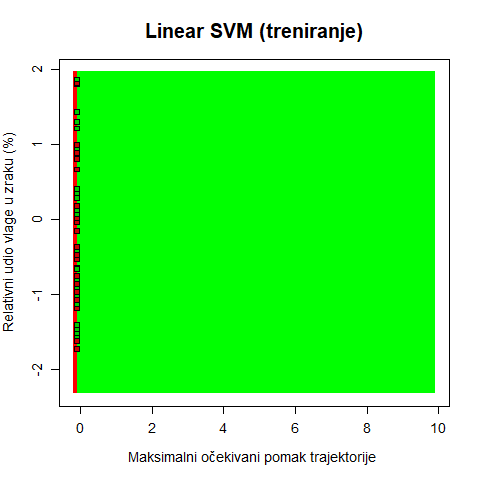 Linear SVM (treniranje)
Relativni udio vlage u zraku (%)
2
1
0
-1
-2
0 2 4 6 8 10
Maksimalni očekivani pomak trajektorije